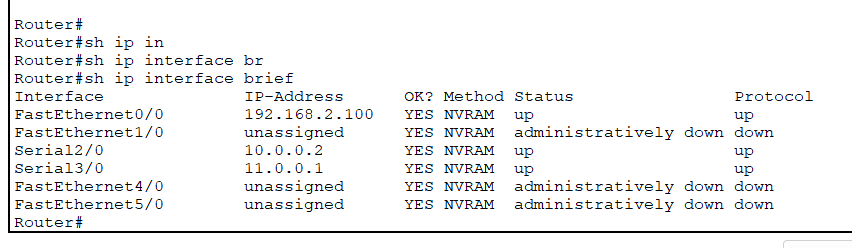 Router#
Router#sh ip in
Router#sh ip interface br
Router#sh ip interface brief
Interface              IP-Address      OK? Method Status                Protocol
FastEthernet0/0        192.168.2.100   YES NVRAM  up                    up
FastEthernet1/0        unassigned      YES NVRAM  administratively down down
Serial2/0              10.0.0.2        YES NVRAM  up                    up
Serial3/0              11.0.0.1        YES NVRAM  up                    up
FastEthernet4/0        unassigned      YES NVRAM  administratively down down
FastEthernet5/0        unassigned      YES NVRAM  administratively down down
Router#